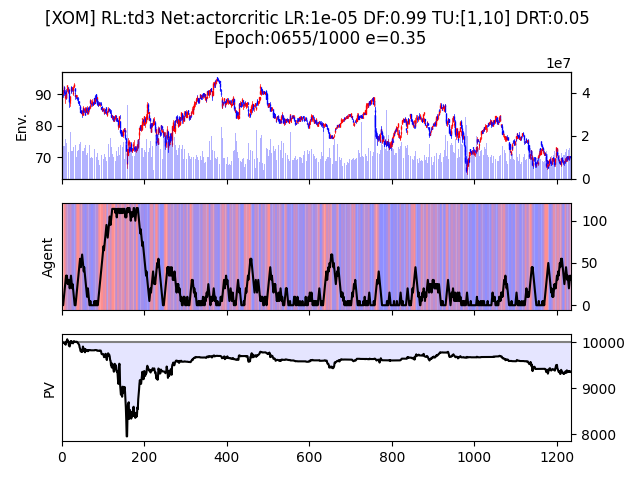 [XOM] RL:td3 Net:actorcritic LR:1e-05 DF:0.99 TU:[1,10] DRT:0.05
Epoch:0655/1000 e=0.35
1e7
Env.
90
80
70
4
2
0
Agent
100
50
0
PV
10000
9000
8000
0 200 400 600 800 1000 1200